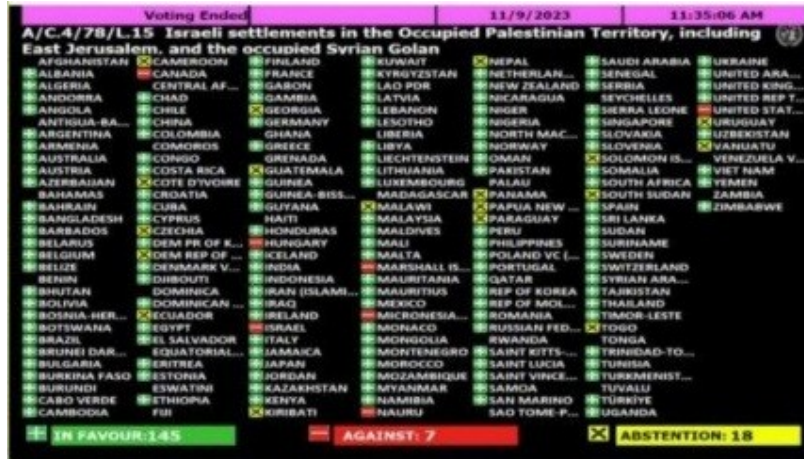 Voting Ended 11/9/2023 11:35:06 AM
A/C.4/78/L.15 Israeli settlements in the Occupied Palestinian Territory, including
East Jerusalem, and the occupied Syrian Golan
AFGHANISTAN CAMEROON FINLAND KUWAIT NEPAL SAUDI ARABIA UKRAINE
ALBANIA CANADA FRANCE KYRGYZSTAN NETHERLAN... SENEGAL UNITED ARA...
ALGERIA CENTRAL AF... GABON LAO PDR NEW ZEALAND SERBIA UNITED KING...
ANDORRA CHAD GAMBIA LATVIA NICARAGUA SEYCHELLES UNITED REP T...
ANGOLA CHILE GEORGIA LEBANON NIGER SIERRA LEONE UNITED STAT...
ANTIGUA-BA... CHINA GERMANY LESOTHO NIGERIA SINGAPORE URUGUAY
ARGENTINA COLOMBIA GHANA LIBERIA NORTH MAC... SLOVAKIA UZBEKISTAN
ARMENIA COMOROS GREECE LIBYA NORWAY SLOVENIA VANUATU
AUSTRALIA CONGO GRENADA LIECHTENSTEIN OMAN SOLOMON IS... VENEZUELA V...
AUSTRIA COSTA RICA GUATEMALA LITHUANIA PAKISTAN SOMALIA VIET NAM
AZERBAIJAN COTE D'IVOIRE GUINEA LUXEMBOURG PALAU SOUTH AFRICA YEMEN
BAHAMAS CROATIA GUINEA-BISS... MADAGASCAR PANAMA SOUTH SUDAN ZAMBIA
BAHRAIN CUBA GUYANA MALAWI PAPUA NEW ... SPAIN ZIMBABWE
BANGLADESH CYPRUS HAITI MALAYSIA PARAGUAY SRI LANKA
BARBADOS CZECHIA HONDURAS MALDIVES PERU SUDAN
BELARUS DEM PR OF K... HUNGARY MALI PHILIPPINES SURINAME
BELGIUM DEM REP OF ... ICELAND MALTA POLAND VC (... SWEDEN
BELIZE DENMARK V... INDIA MARSHALL IS... PORTUGAL SWITZERLAND
BENIN DJIBOUTI INDONESIA MAURITANIA QATAR SYRIAN ARA...
BHUTAN DOMINICA IRAN (ISLAMI... MAURITIUS REP OF KOREA TAJIKISTAN
BOLIVIA DOMINICAN ... IRAQ MEXICO REP OF MOL... THAILAND
BOSNIA-HER... ECUADOR IRELAND MICRONESIA... ROMANIA TIMOR-LESTE
BOTSWANA EGYPT ISRAEL MONACO RUSSIAN FED... TOGO
BRAZIL EL SALVADOR ITALY MONGOLIA RWANDA TONGA
BRUNEI DAR... EQUATORIAL... JAMAICA MONTENEGRO SAINT KITTS-... TRINIDAD-TO...
BULGARIA ERITREA JAPAN MOROCCO SAINT LUCIA TUNISIA
BURKINA FASO ESTONIA JORDAN MOZAMBIQUE SAINT VINCE... TURKMENIST...
BURUNDI ESWATINI KAZAKHSTAN MYANMAR SAMOA TUVALU
CABO VERDE ETHIOPIA KENYA NAMIBIA SAN MARINO TÜRKİYE
CAMBODIA FIJI KIRIBATI NAURU SAO TOME-P... UGANDA
IN FAVOUR:145 AGAINST: 7 ABSTENTION: 18